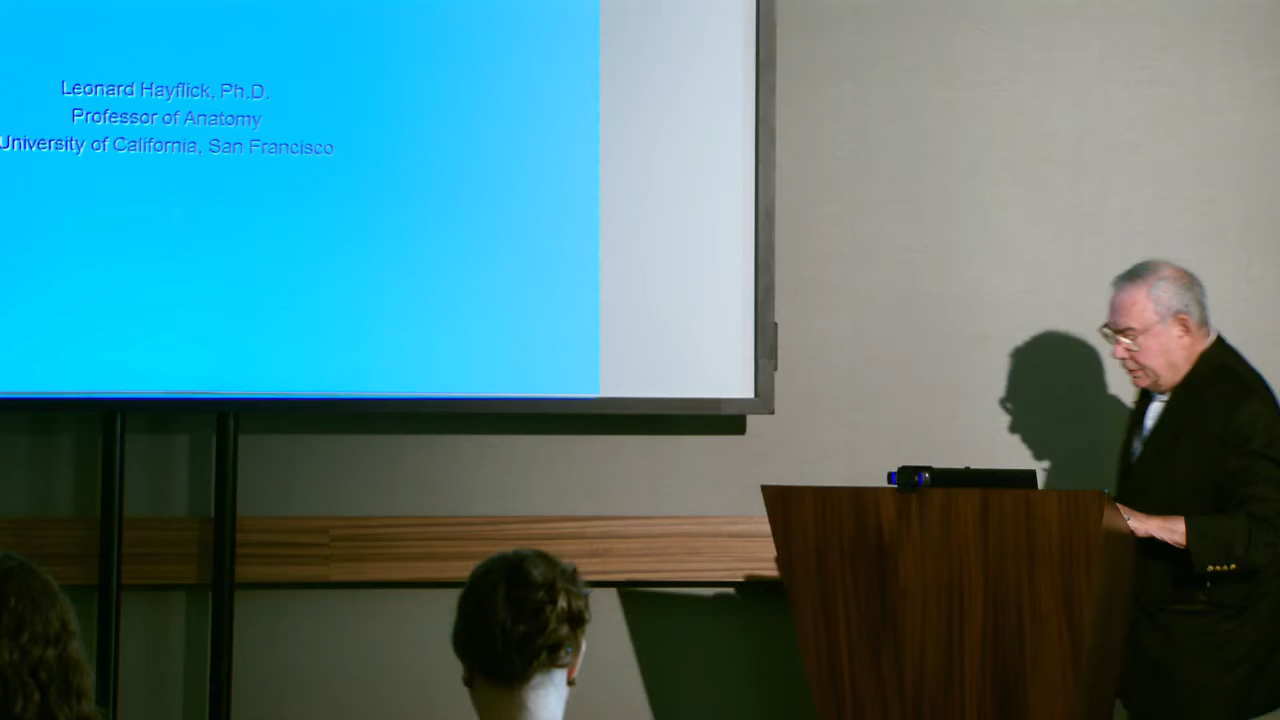 Leonard Hayflick, Ph.D.
Professor of Anatomy
University of California, San Francisco